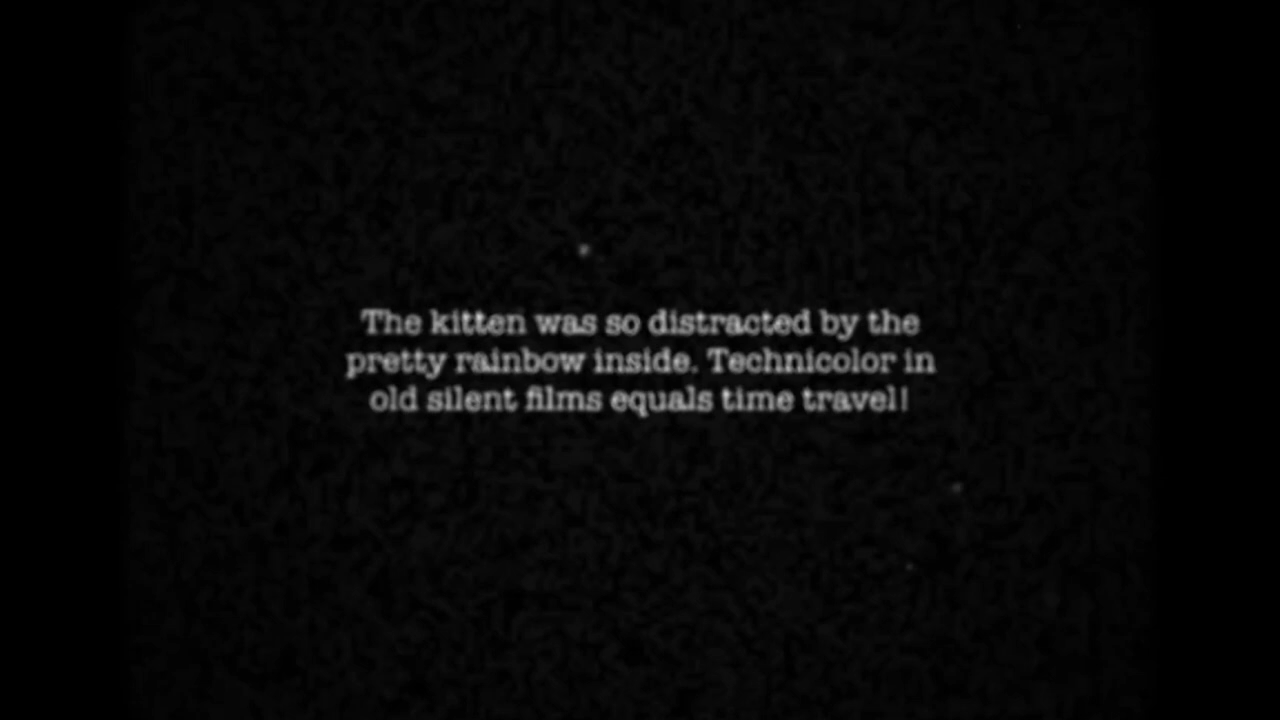 The kitten was so distracted by the
pretty rainbow inside. Technicolor in
old silent films equals time travel!